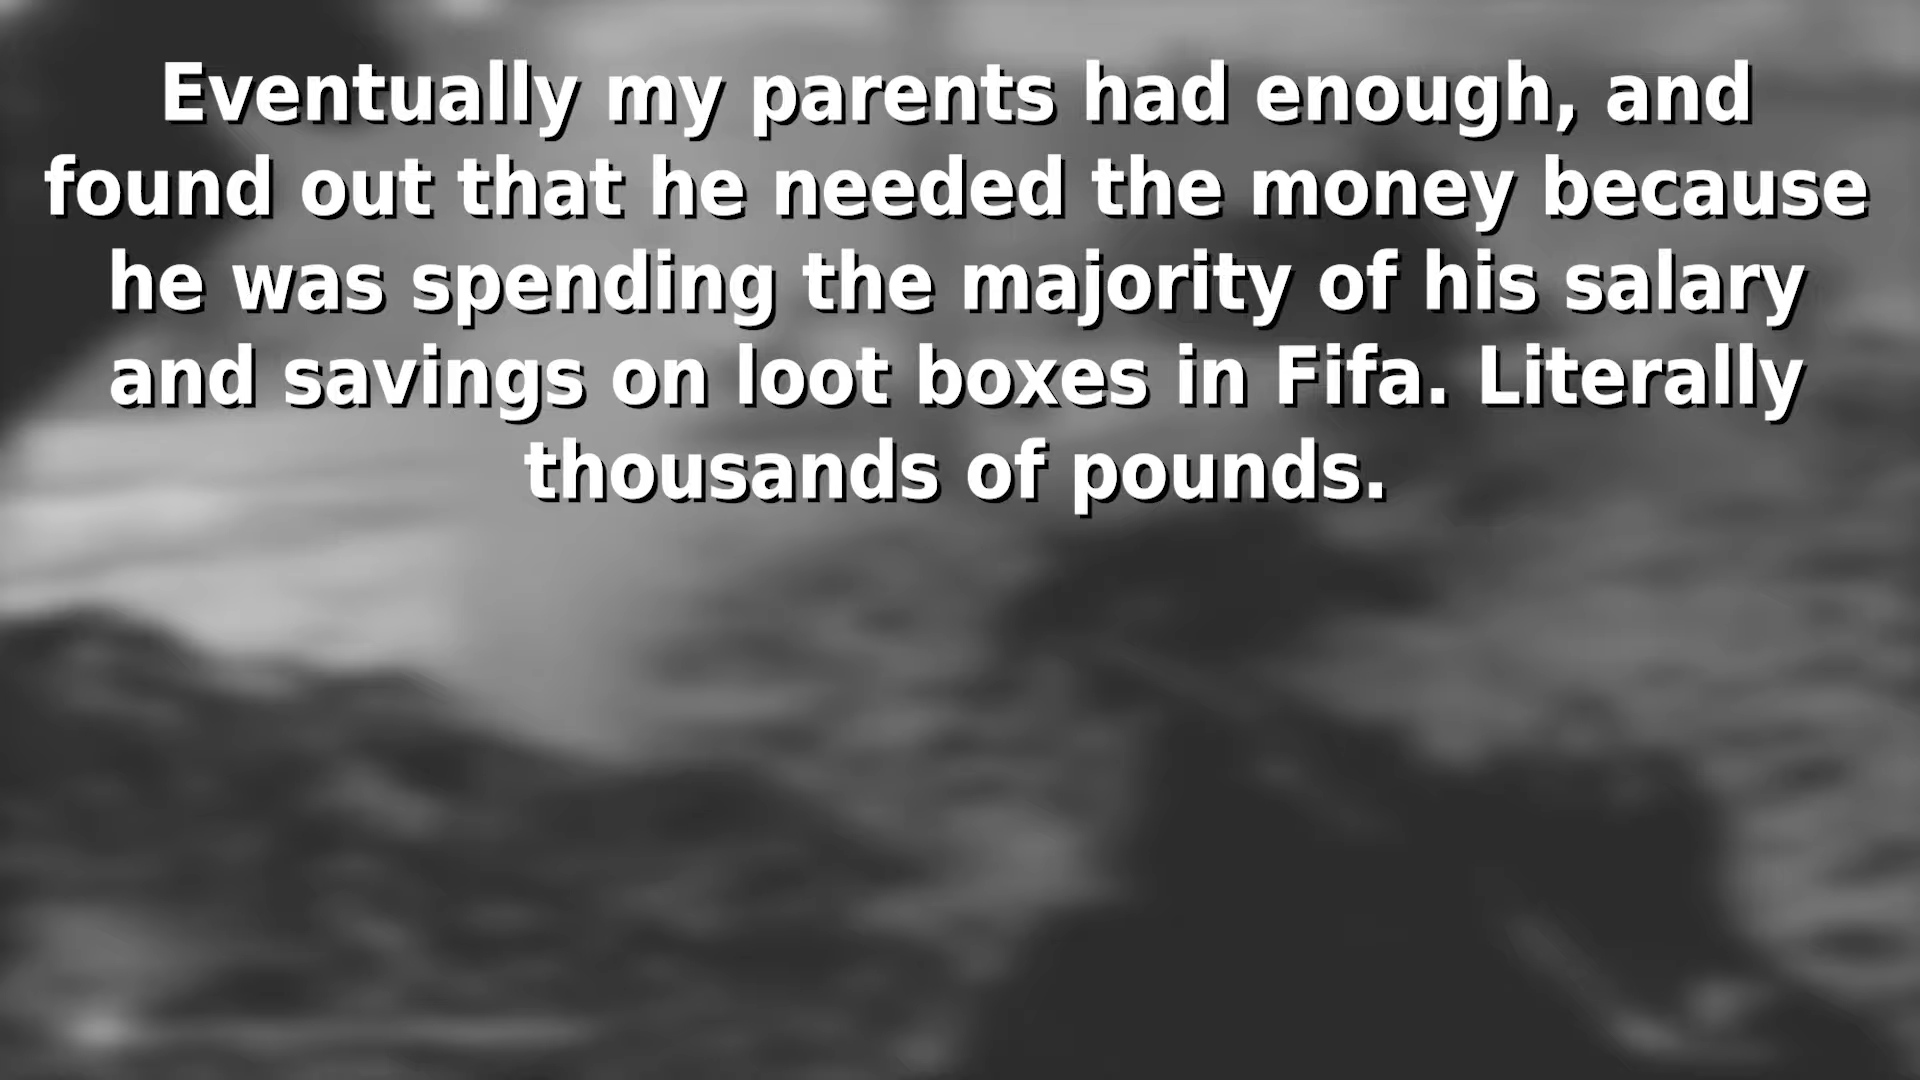 Eventually my parents had enough, and
found out that he needed the money because
he was spending the majority of his salary
and savings on loot boxes in Fifa. Literally
thousands of pounds.